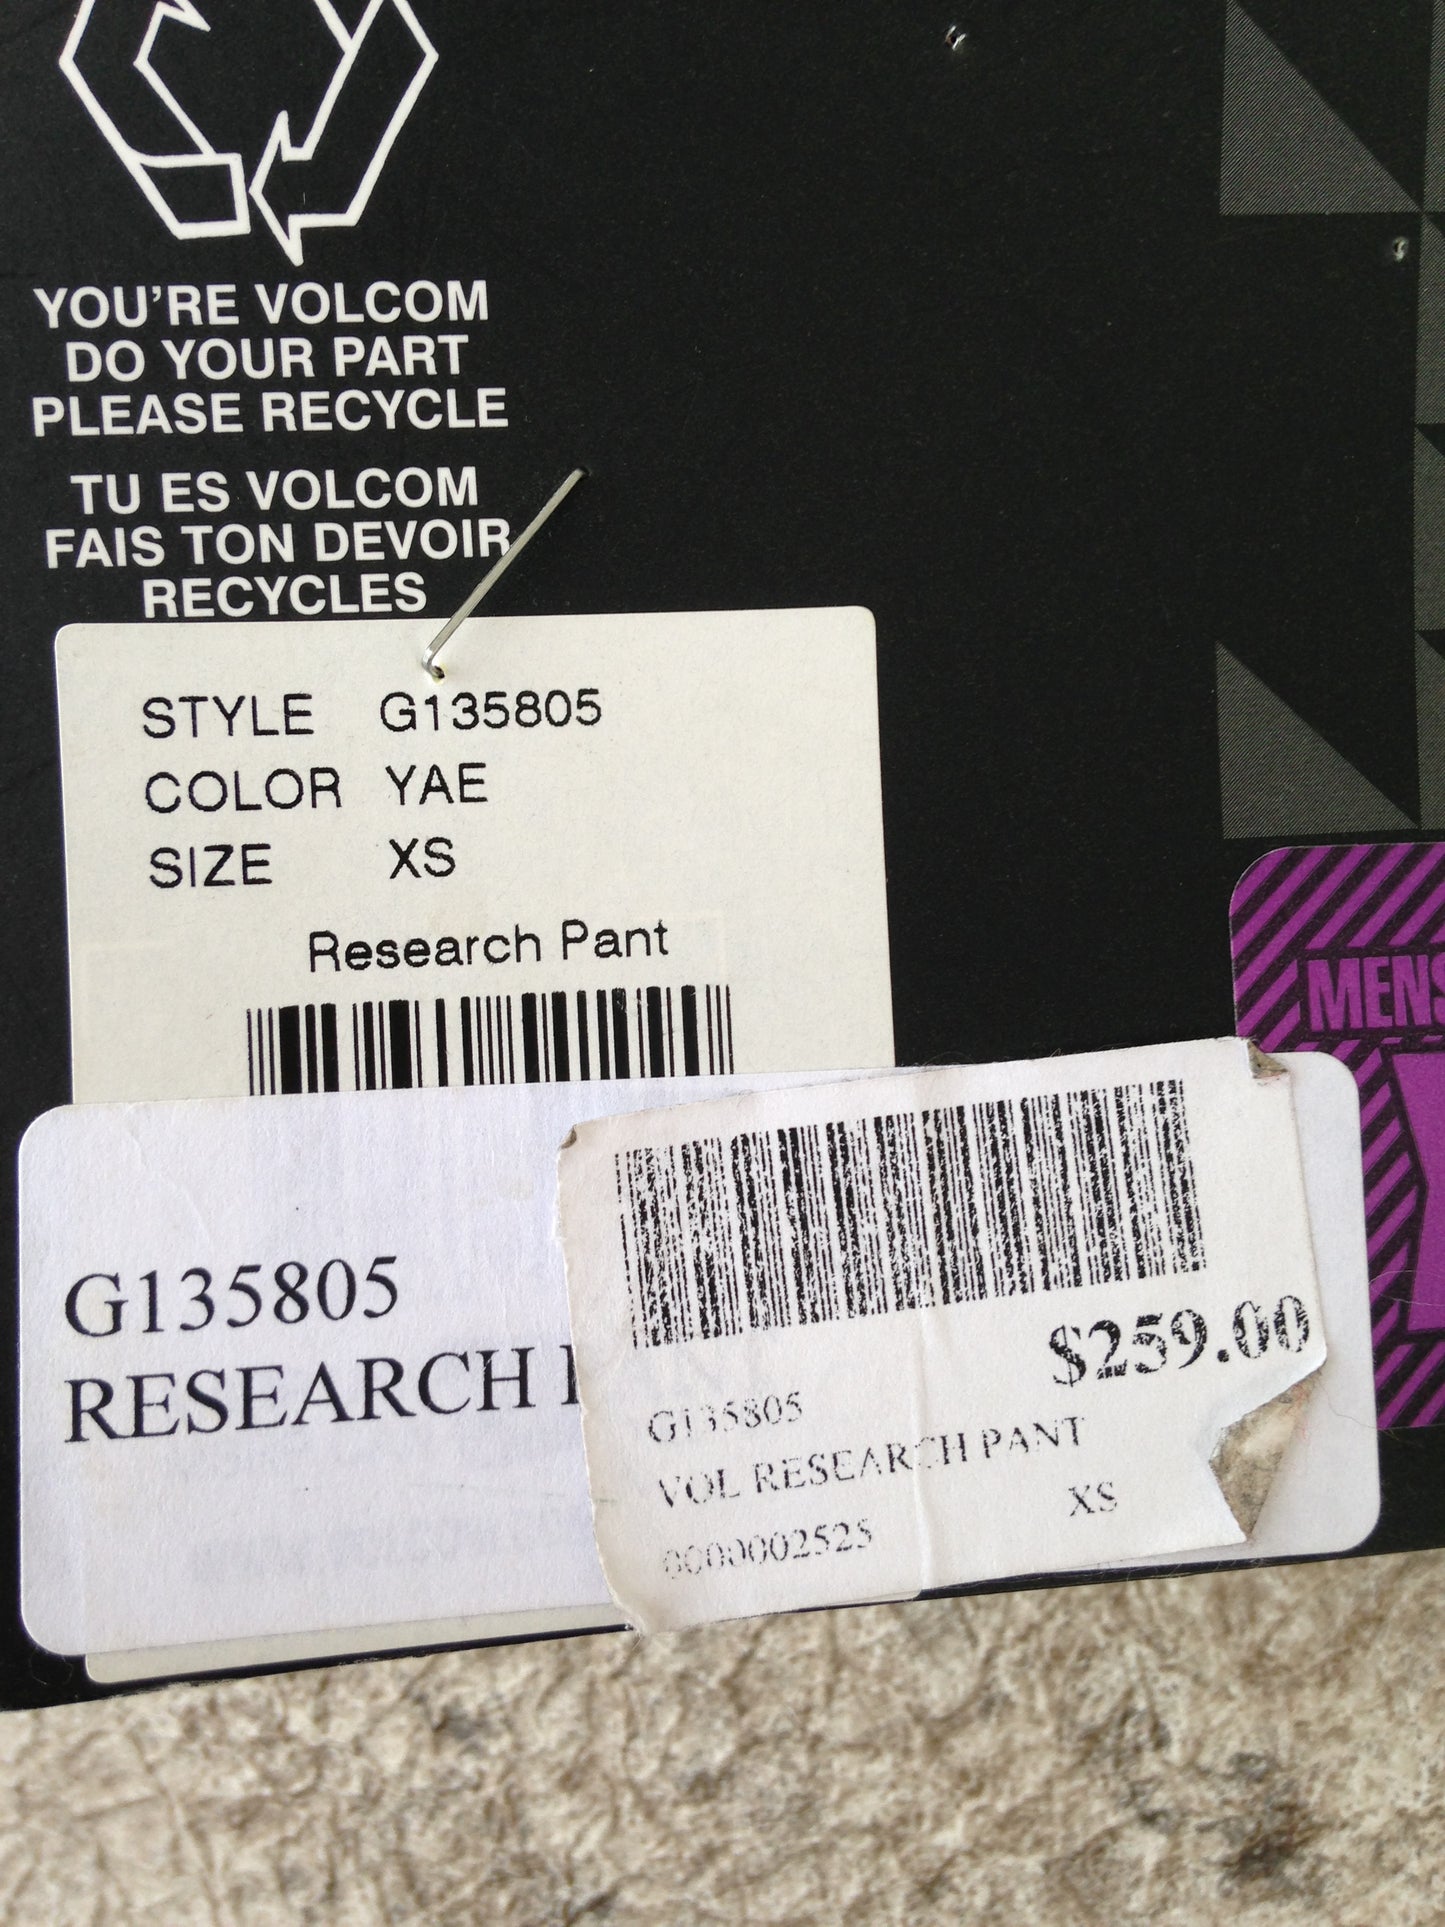 YOU'RE VOLCOM
DO YOUR PART
PLEASE RECYCLE
TU ES VOLCOM
FAIS TON DEVOIR
RECYCLES
STYLE G135805
COLOR YAE
SIZE XS
Research Pant
MENS
G135805
RESEARCH
$259.00
G135805
VOL RESEARCH PANT
XS
0000002525